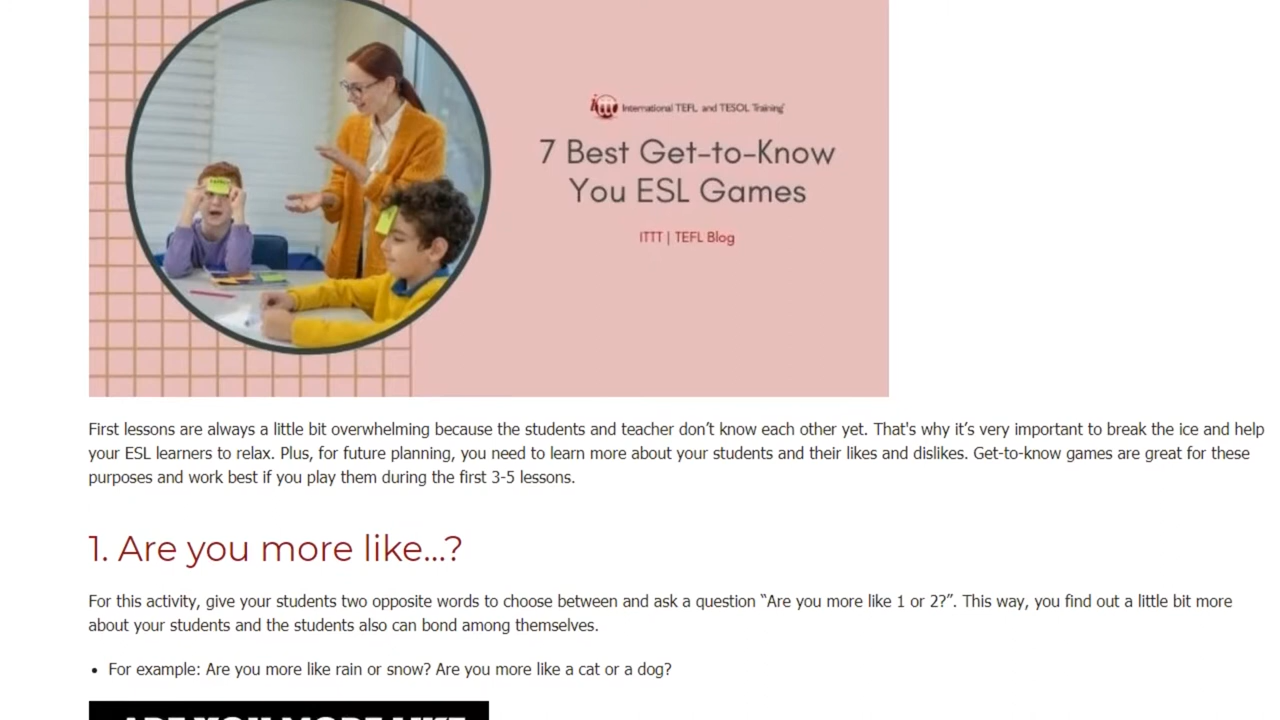 International TEFL and TESOL Training
7 Best Get-to-Know
You ESL Games
ITTT | TEFL Blog
First lessons are always a little bit overwhelming because the students and teacher don’t know each other yet. That's why it’s very important to break the ice and help
your ESL learners to relax. Plus, for future planning, you need to learn more about your students and their likes and dislikes. Get-to-know games are great for these
purposes and work best if you play them during the first 3-5 lessons.
1. Are you more like...?
For this activity, give your students two opposite words to choose between and ask a question “Are you more like 1 or 2?”. This way, you find out a little bit more
about your students and the students also can bond among themselves.
• For example: Are you more like rain or snow? Are you more like a cat or a dog?
ARE YOU MORE LIKE